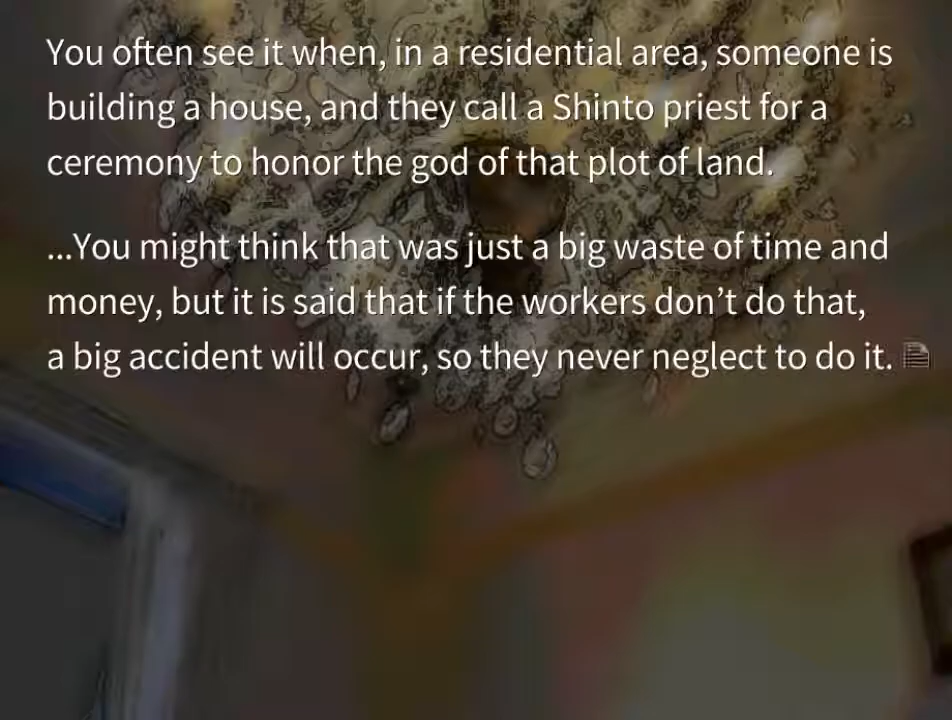 You often see it when, in a residential area, someone is
building a house, and they call a Shinto priest for a
ceremony to honor the god of that plot of land.
...You might think that was just a big waste of time and
money, but it is said that if the workers don’t do that,
a big accident will occur, so they never neglect to do it.